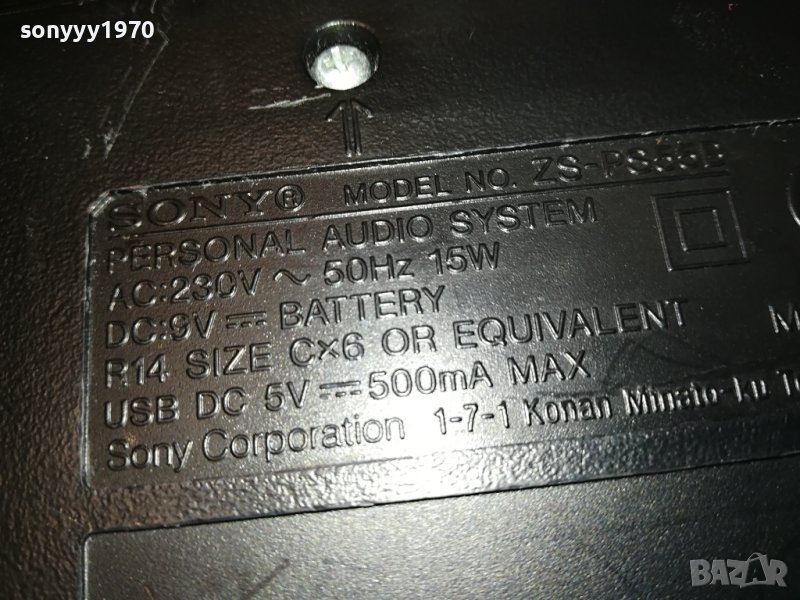 sonyyy1970
SONY® MODEL NO. ZS-PS55B
PERSONAL AUDIO SYSTEM
AC:230V ~ 50Hz 15W
DC:9V ⎓ BATTERY
R14 SIZE C×6 OR EQUIVALENT
USB DC 5V ⎓ 500mA MAX
Sony Corporation 1-7-1 Konan Minato-ku
BAZAR